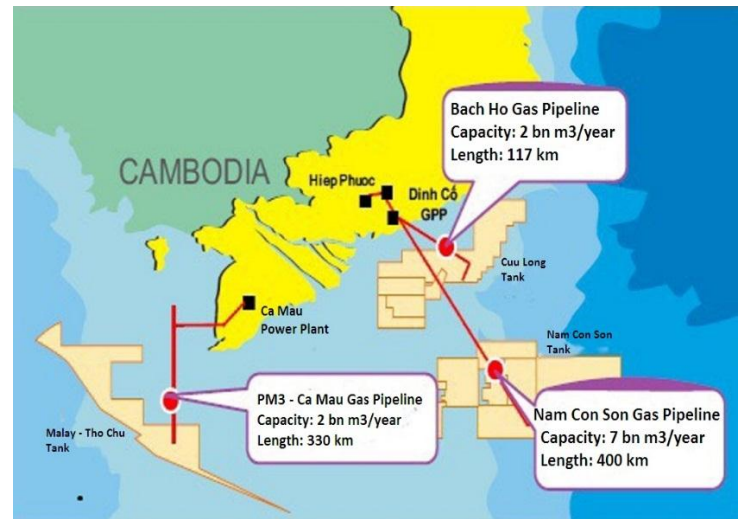 Bach Ho Gas Pipeline
Capacity: 2 bn m3/year
Length: 117 km
CAMBODIA
Hiep Phuoc
Dinh Cố
GPP
Cuu Long
Tank
Ca Mau
Power Plant
Nam Con Son
Tank
PM3 - Ca Mau Gas Pipeline
Capacity: 2 bn m3/year
Length: 330 km
Nam Con Son Gas Pipeline
Capacity: 7 bn m3/year
Length: 400 km
Malay - Tho Chu
Tank